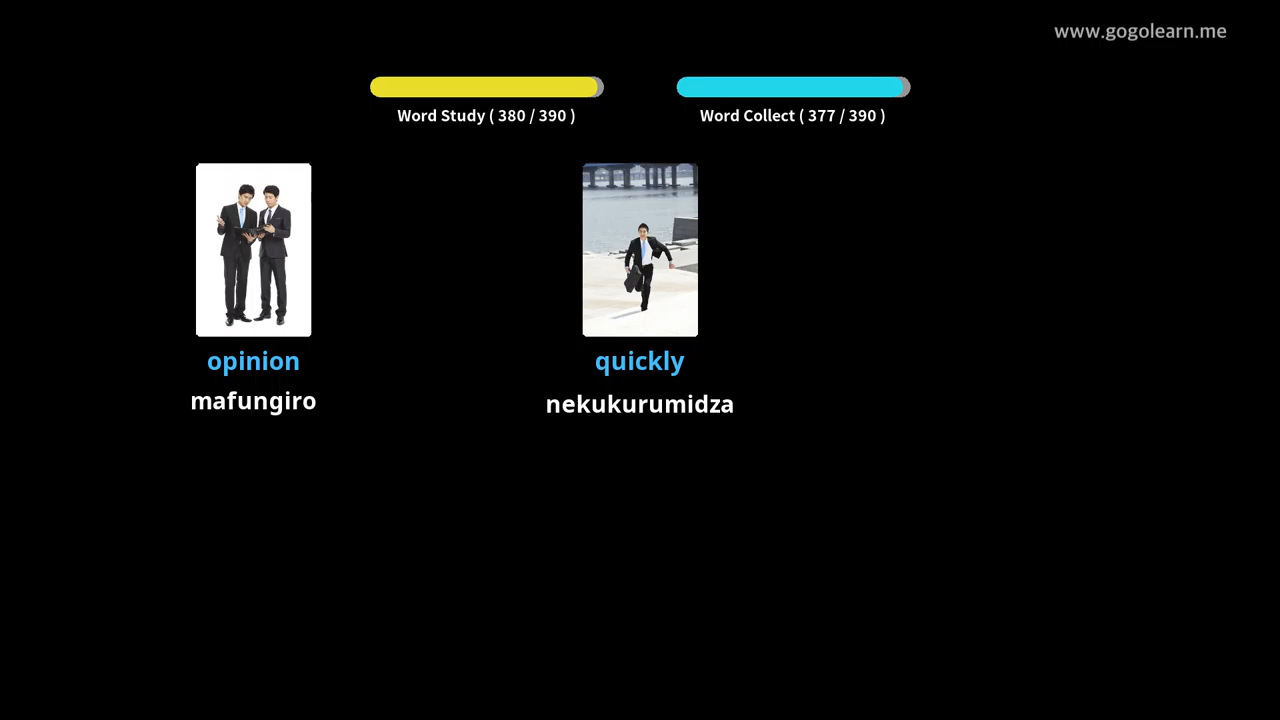 www.gogolearn.me
Word Study ( 380 / 390 )
Word Collect ( 377 / 390 )
opinion
mafungiro
quickly
nekukurumidza